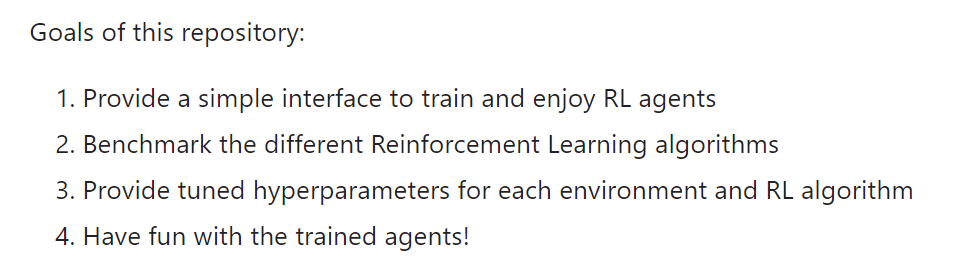 Goals of this repository:
1. Provide a simple interface to train and enjoy RL agents
2. Benchmark the different Reinforcement Learning algorithms
3. Provide tuned hyperparameters for each environment and RL algorithm
4. Have fun with the trained agents!